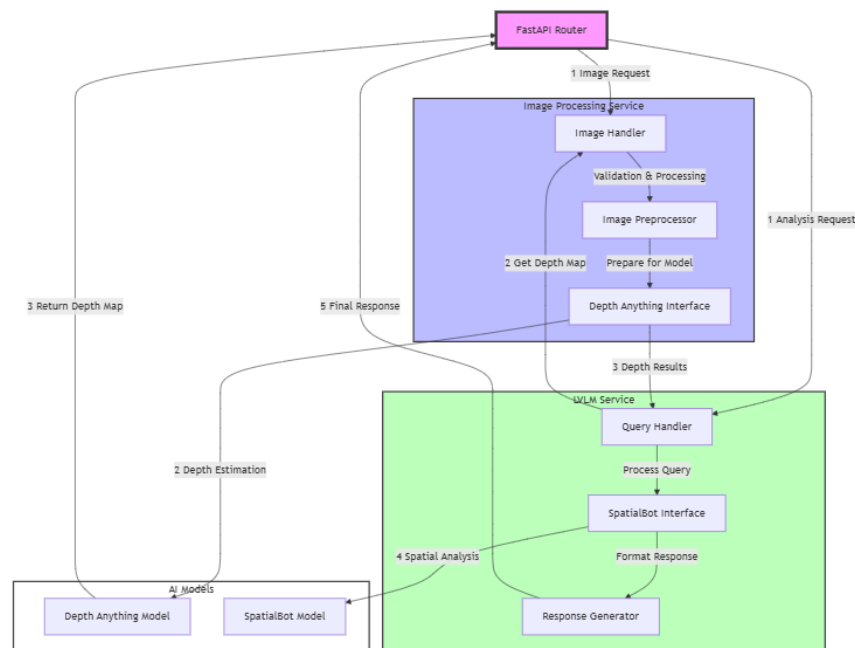 FastAPI Router
1 Image Request
Image Processing Service
Image Handler
Validation & Processing
Image Preprocessor
1 Analysis Request
2 Get Depth Map
Prepare for Model
3 Return Depth Map
5 Final Response
Depth Anything Interface
3 Depth Results
LVLM Service
Query Handler
2 Depth Estimation
Process Query
SpatialBot Interface
4 Spatial Analysis
Format Response
AI Models
Depth Anything Model
SpatialBot Model
Response Generator